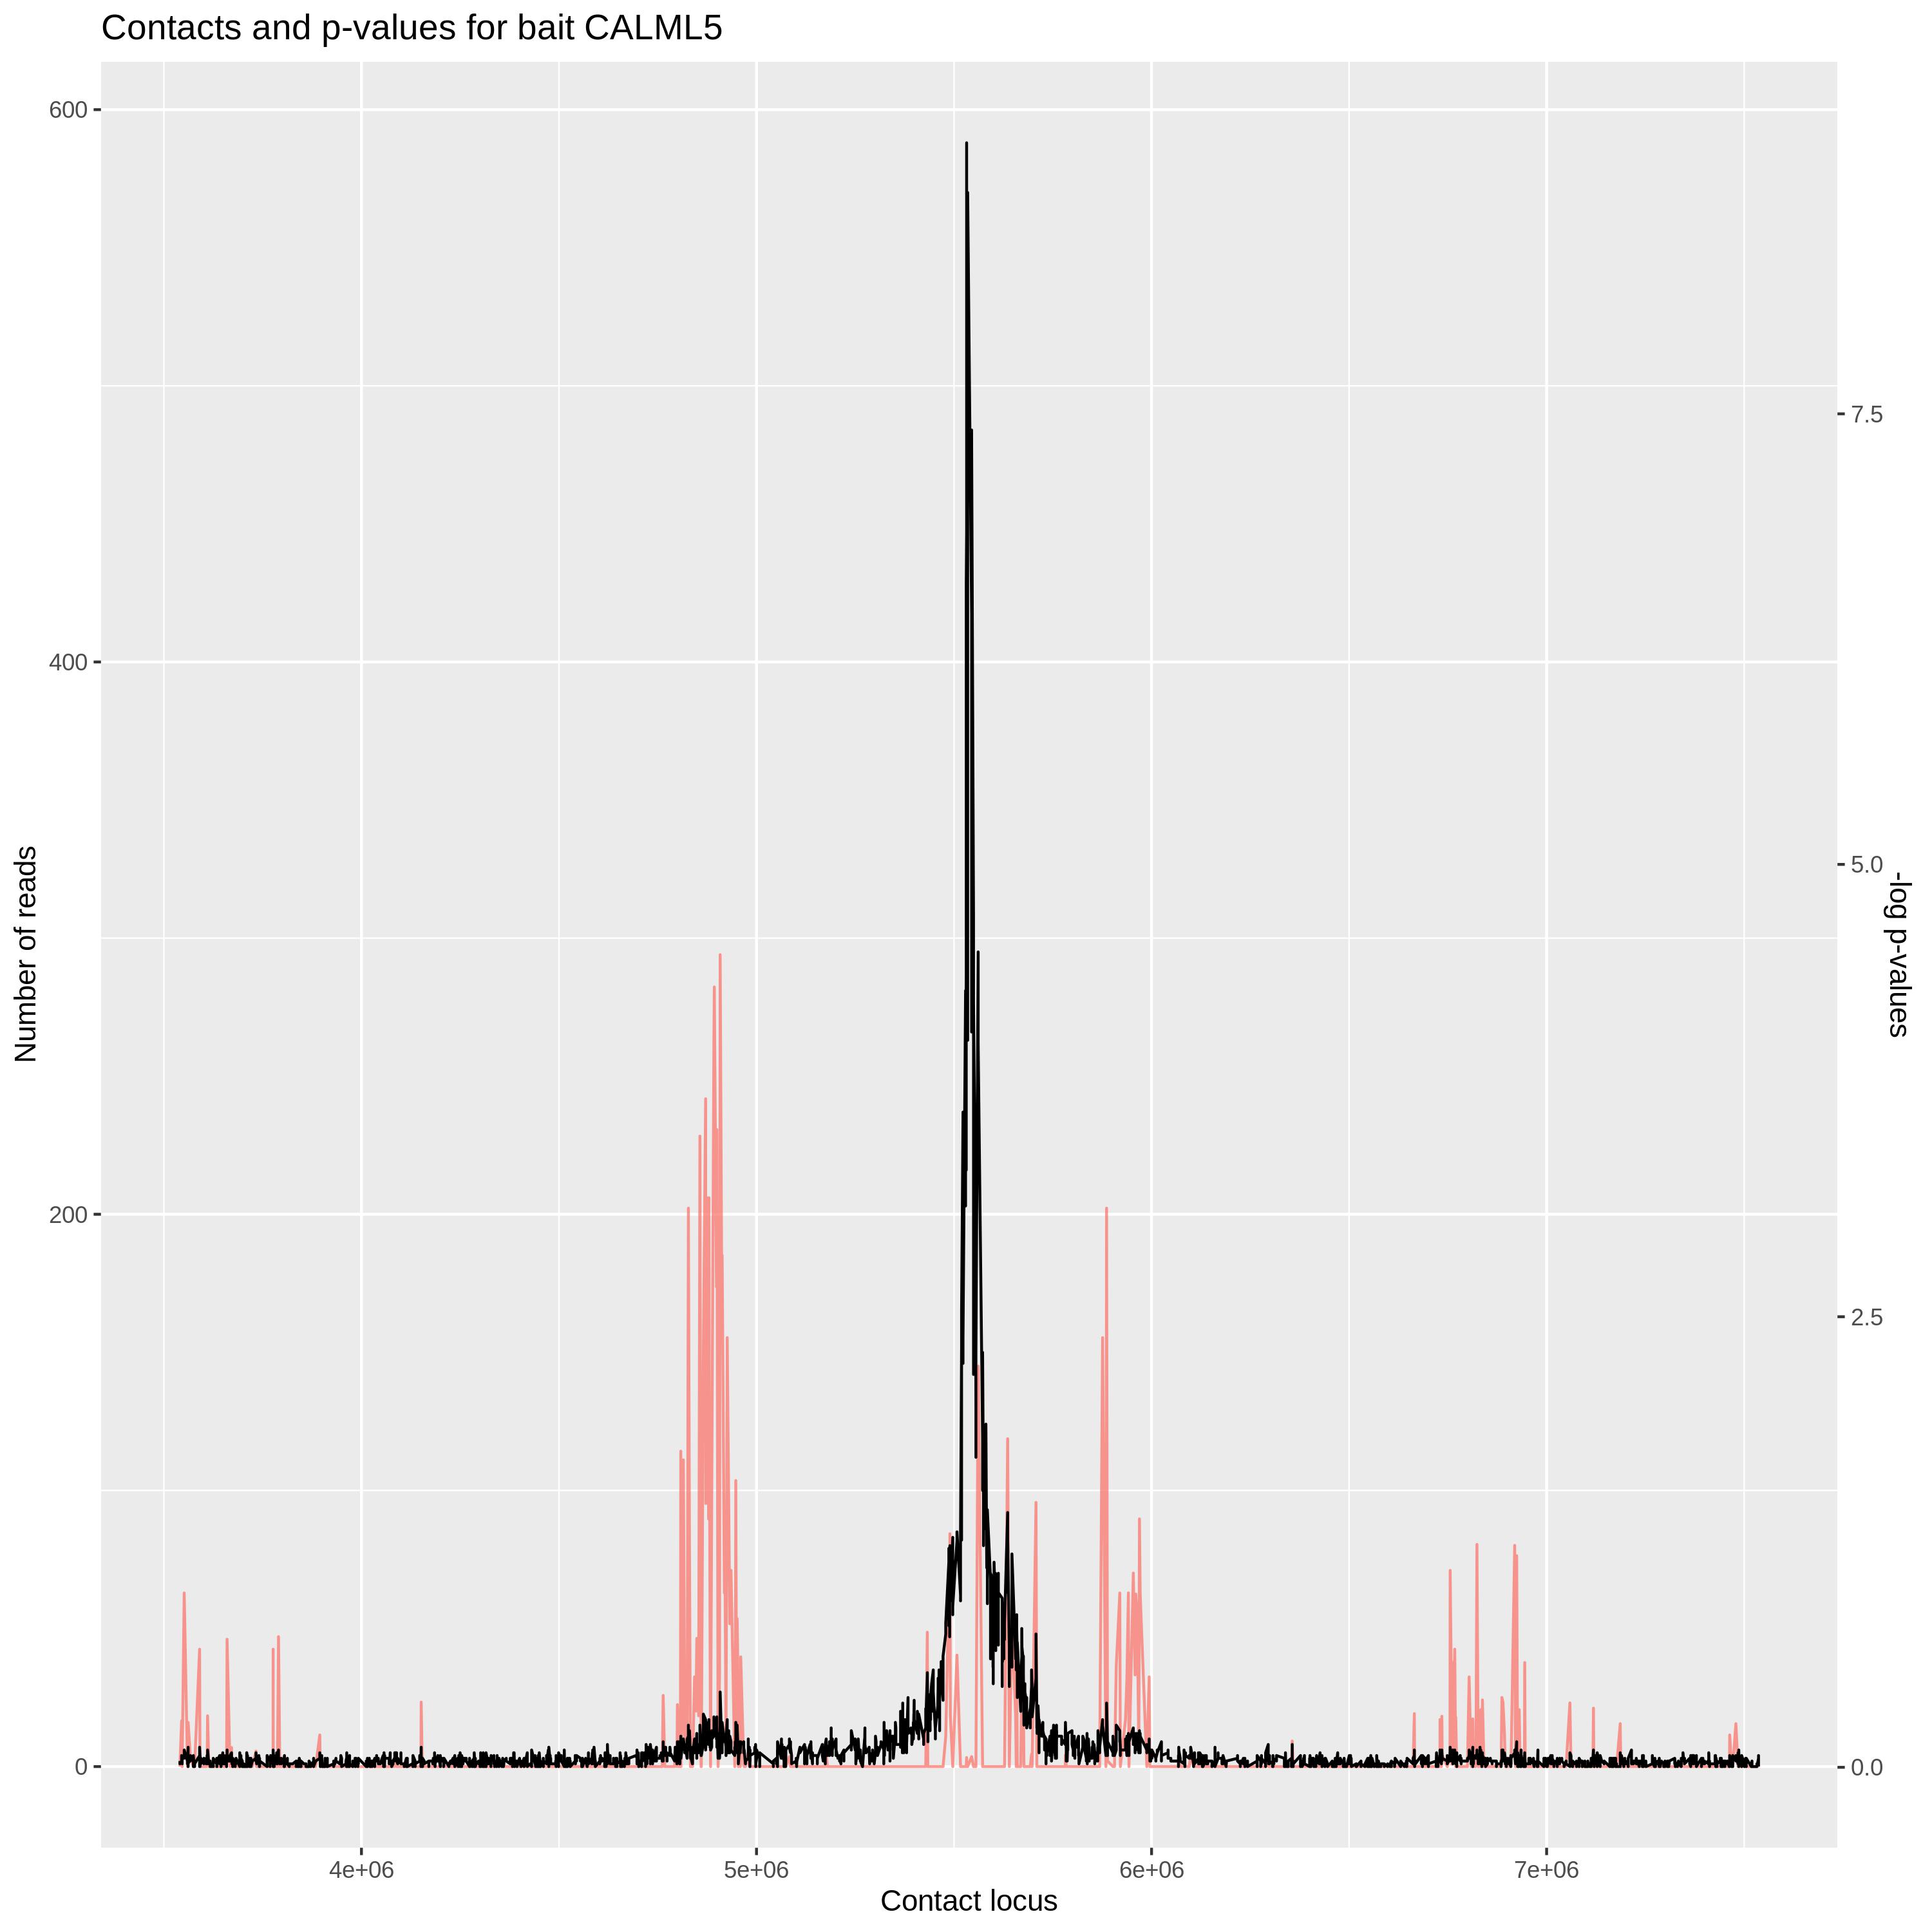 Contacts and p-values for bait CALML5
600
400
200
0
Number of reads
7.5
5.0
2.5
0.0
-log p-values
4e+06 5e+06 6e+06 7e+06
Contact locus